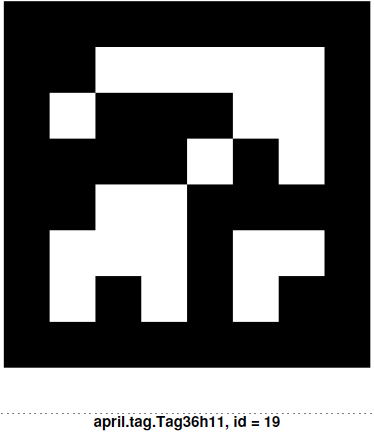 april.tag.Tag36h11, id = 19